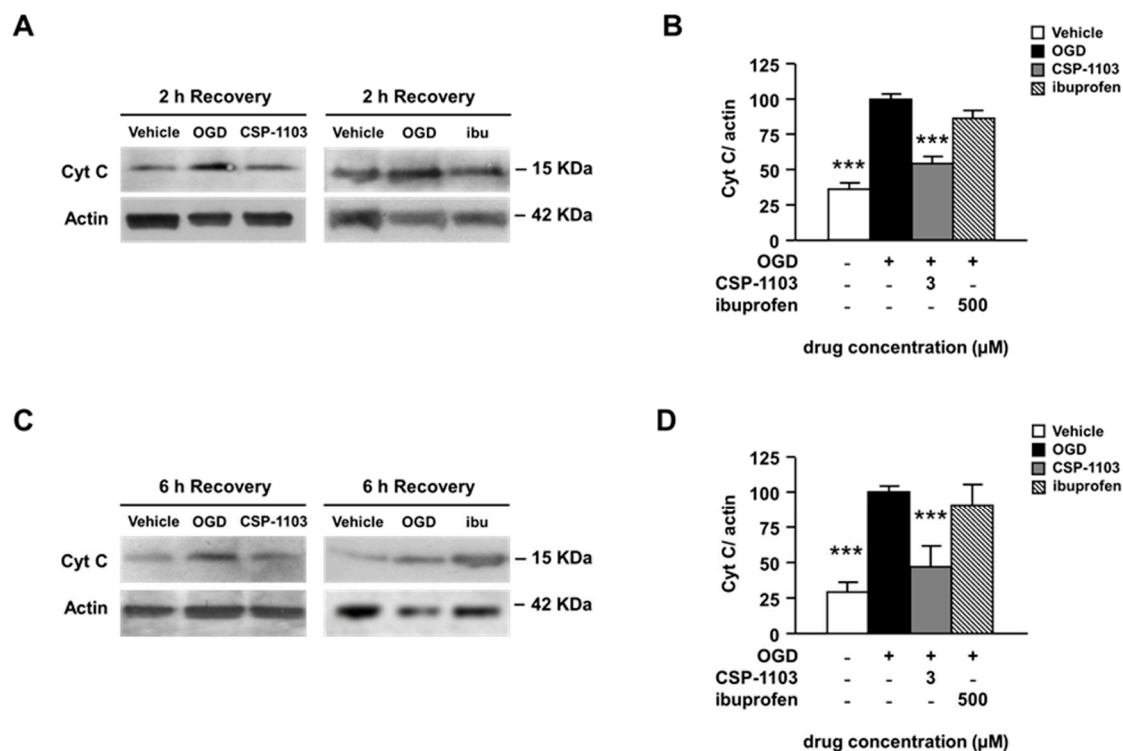 A
2 h Recovery
2 h Recovery
Vehicle OGD CSP-1103
Vehicle OGD ibu
Cyt C
– 15 KDa
Actin
– 42 KDa
B
Vehicle
OGD
CSP-1103
ibuprofen
Cyt C/ actin
125
100
75
50
25
0
***
***
OGD - + + +
CSP-1103 - - 3 -
ibuprofen - - - 500
drug concentration (µM)
C
6 h Recovery
6 h Recovery
Vehicle OGD CSP-1103
Vehicle OGD ibu
Cyt C
– 15 KDa
Actin
– 42 KDa
D
Vehicle
OGD
CSP-1103
ibuprofen
Cyt C/ actin
125
100
75
50
25
0
***
***
OGD - + + +
CSP-1103 - - 3 -
ibuprofen - - - 500
drug concentration (µM)